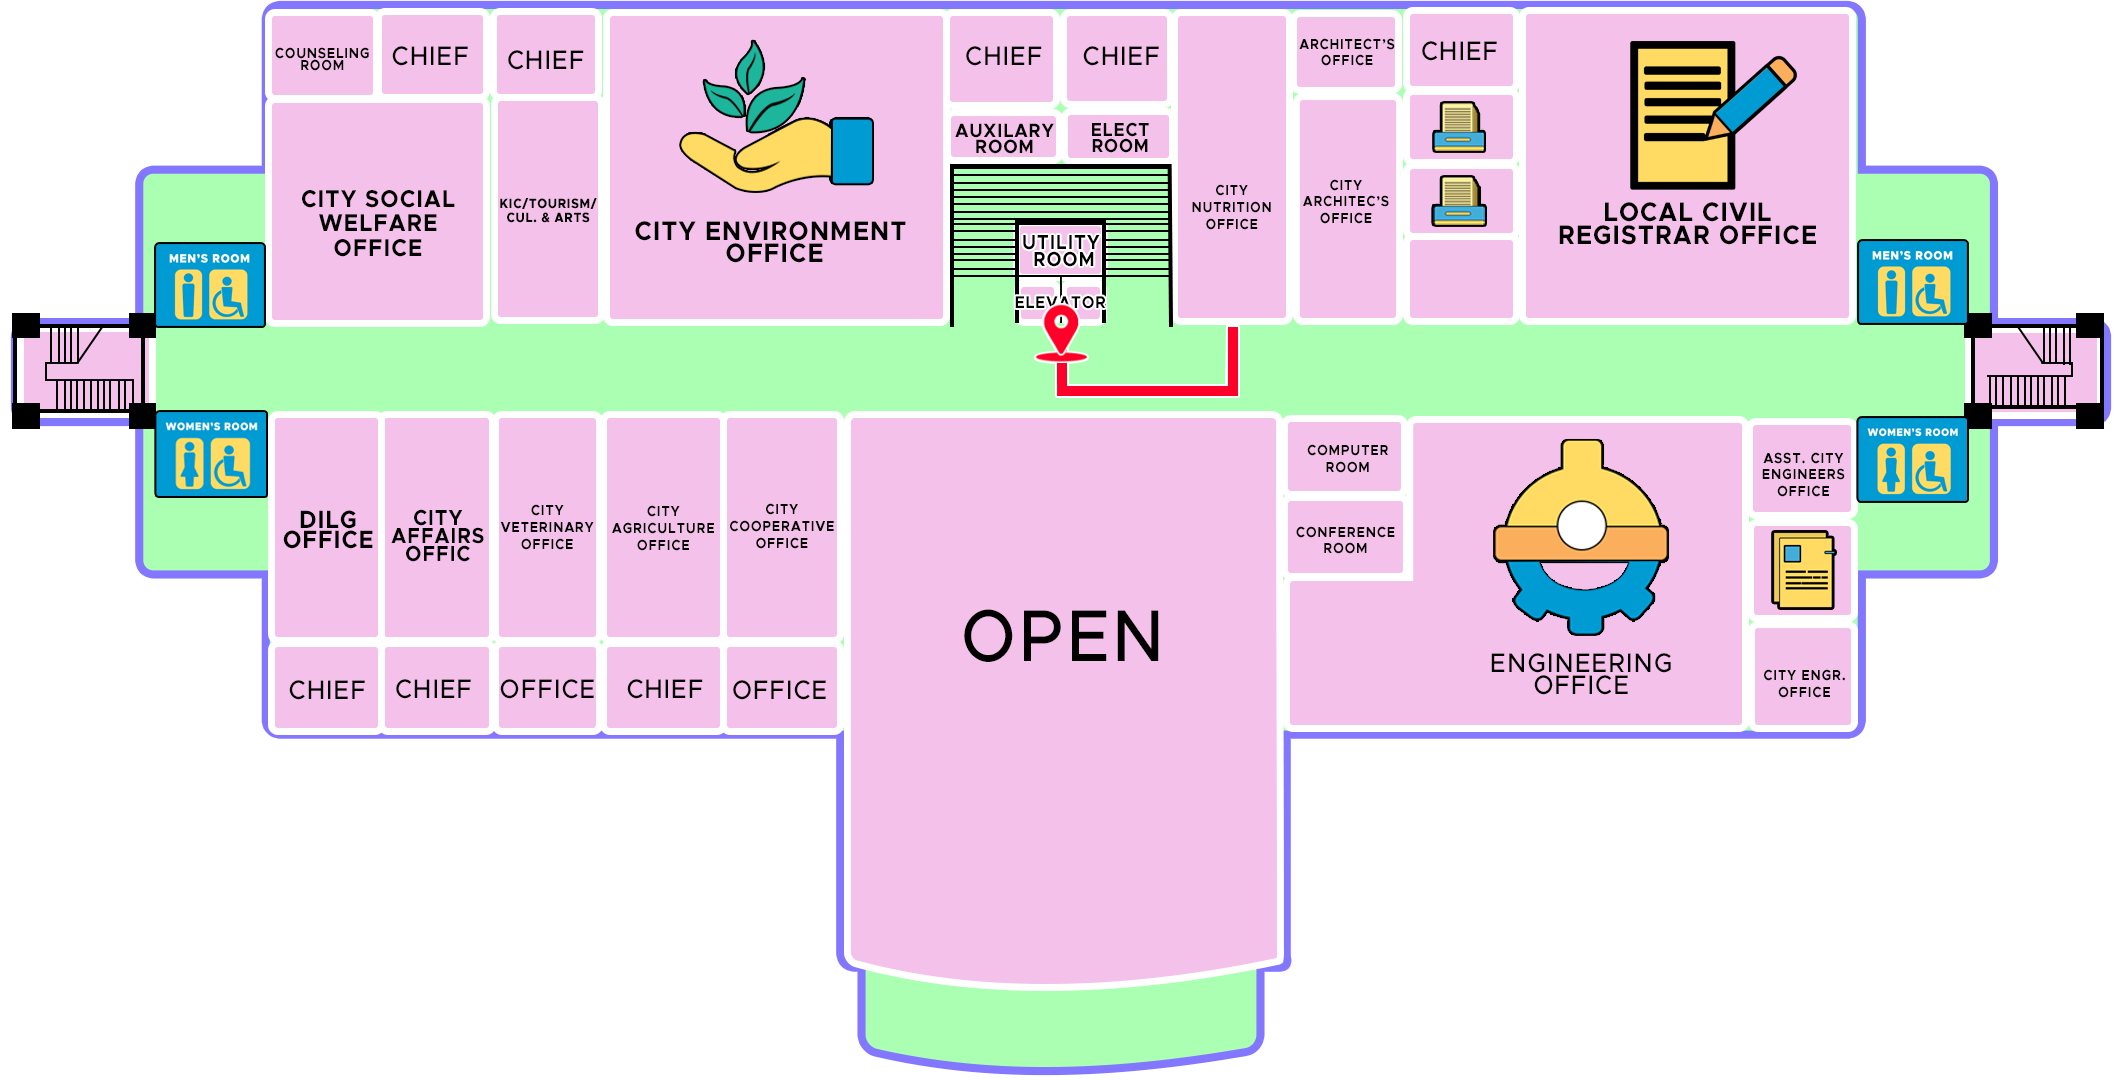 COUNSELING
ROOM
CHIEF
CHIEF
CHIEF
CHIEF
ARCHITECT'S
OFFICE
CHIEF
AUXILARY
ROOM
ELECT
ROOM
CITY SOCIAL
WELFARE
OFFICE
KIC/TOURISM/
CUL. & ARTS
CITY ENVIRONMENT
OFFICE
UTILITY
ROOM
ELEVATOR
CITY
NUTRITION
OFFICE
CITY
ARCHITEC'S
OFFICE
LOCAL CIVIL
REGISTRAR OFFICE
MEN'S ROOM
MEN'S ROOM
WOMEN'S ROOM
WOMEN'S ROOM
DILG
OFFICE
CITY
AFFAIRS
OFFIC
CITY
VETERINARY
OFFICE
CITY
AGRICULTURE
OFFICE
CITY
COOPERATIVE
OFFICE
OPEN
COMPUTER
ROOM
CONFERENCE
ROOM
ENGINEERING
OFFICE
ASST. CITY
ENGINEERS
OFFICE
CITY ENGR.
OFFICE
CHIEF
CHIEF
OFFICE
CHIEF
OFFICE